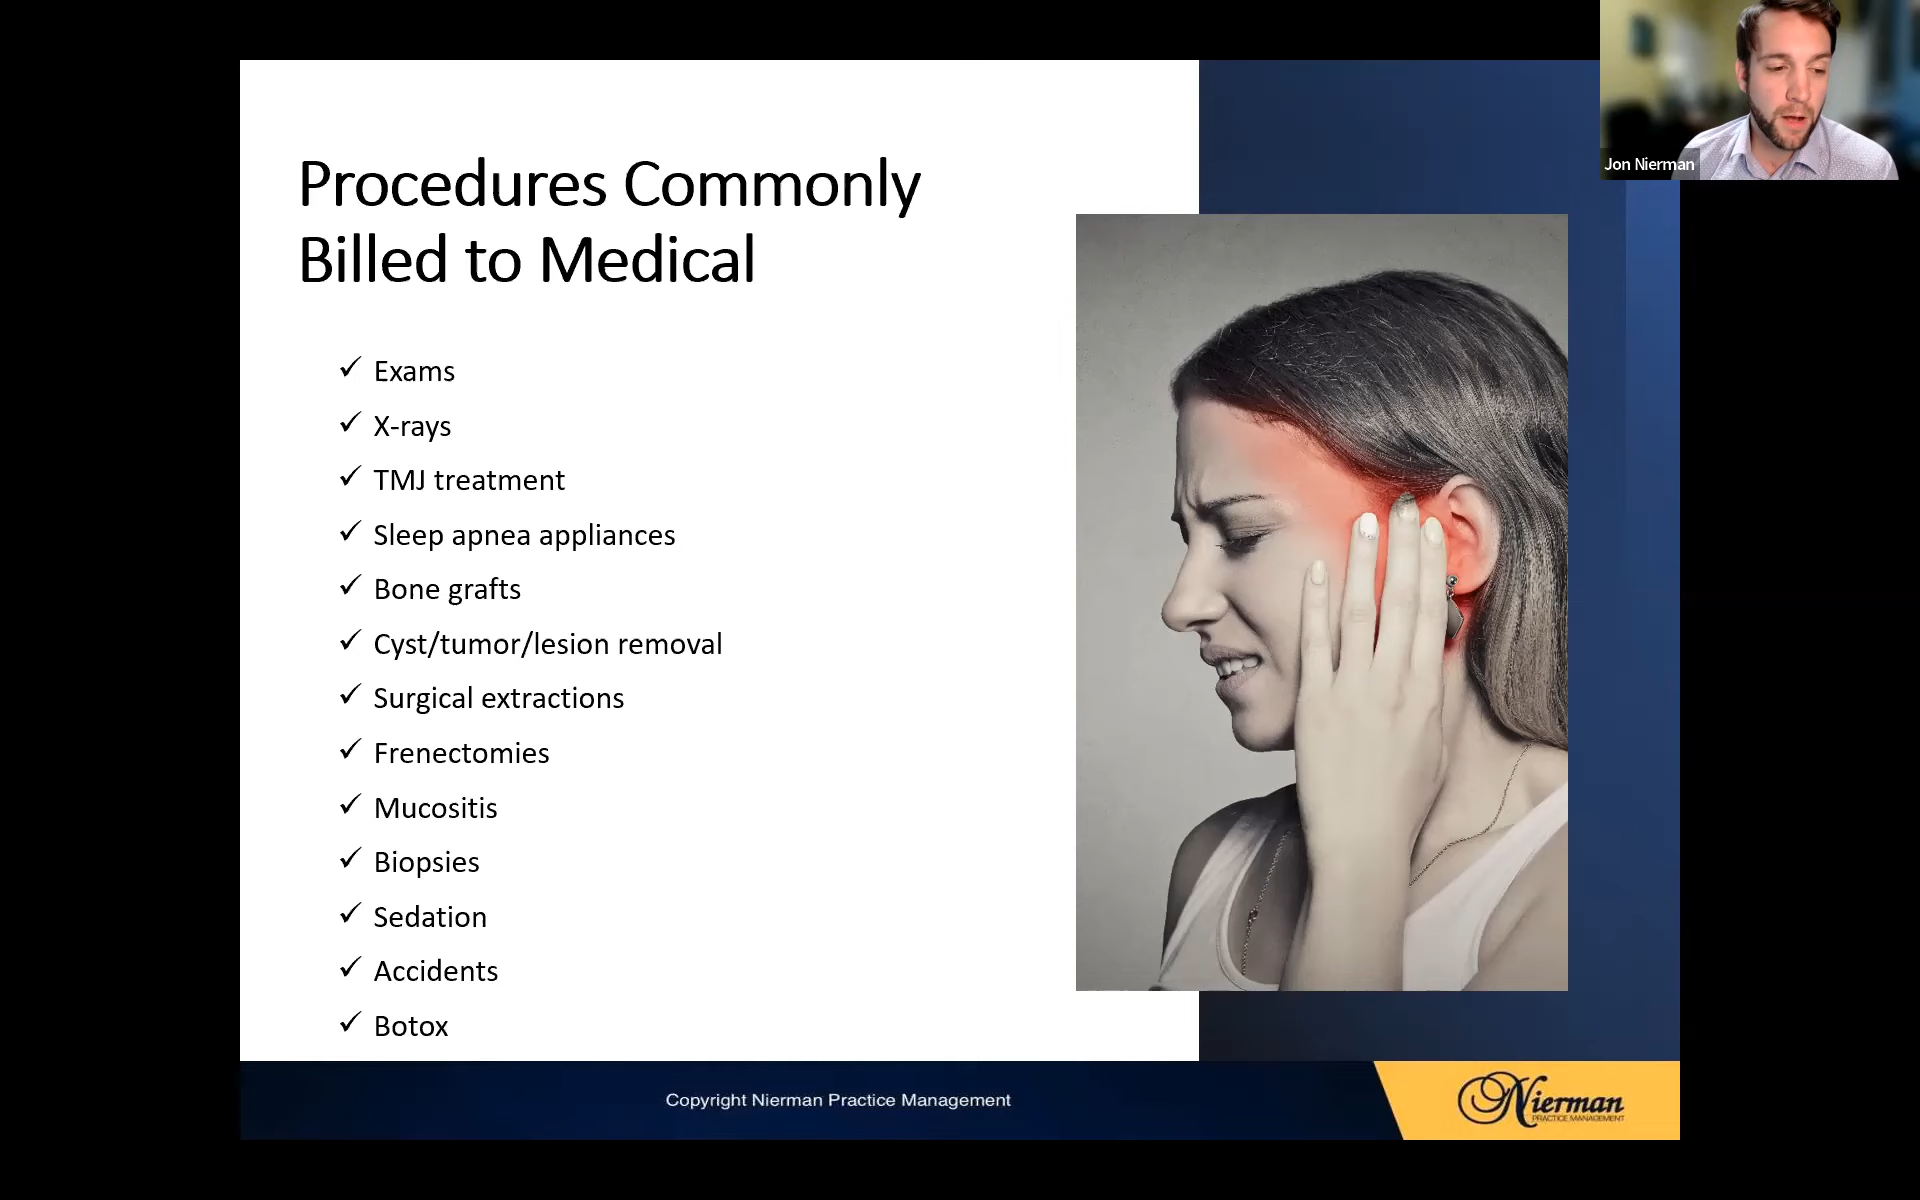 Jon Nierman
Procedures Commonly
Billed to Medical
✓ Exams
✓ X-rays
✓ TMJ treatment
✓ Sleep apnea appliances
✓ Bone grafts
✓ Cyst/tumor/lesion removal
✓ Surgical extractions
✓ Frenectomies
✓ Mucositis
✓ Biopsies
✓ Sedation
✓ Accidents
✓ Botox
Copyright Nierman Practice Management
Nierman
PRACTICE MANAGEMENT